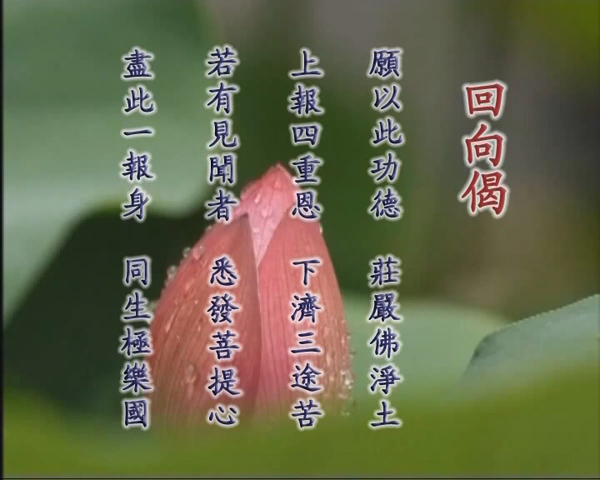 回向偈
願以此功德 莊嚴佛淨土
上報四重恩 下濟三途苦
若有見聞者 悉發菩提心
盡此一報身 同生極樂國